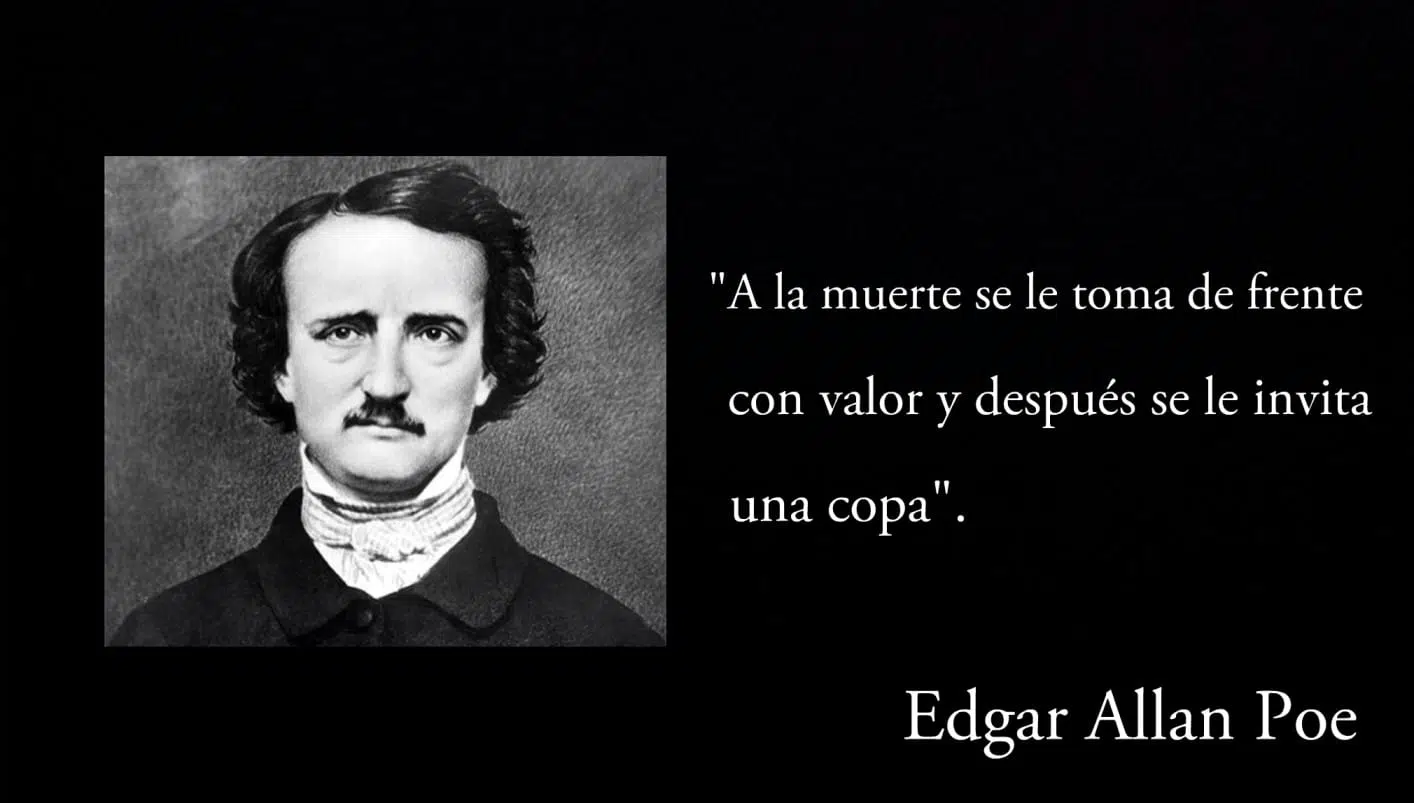 "A la muerte se le toma de frente
con valor y después se le invita
una copa".
Edgar Allan Poe